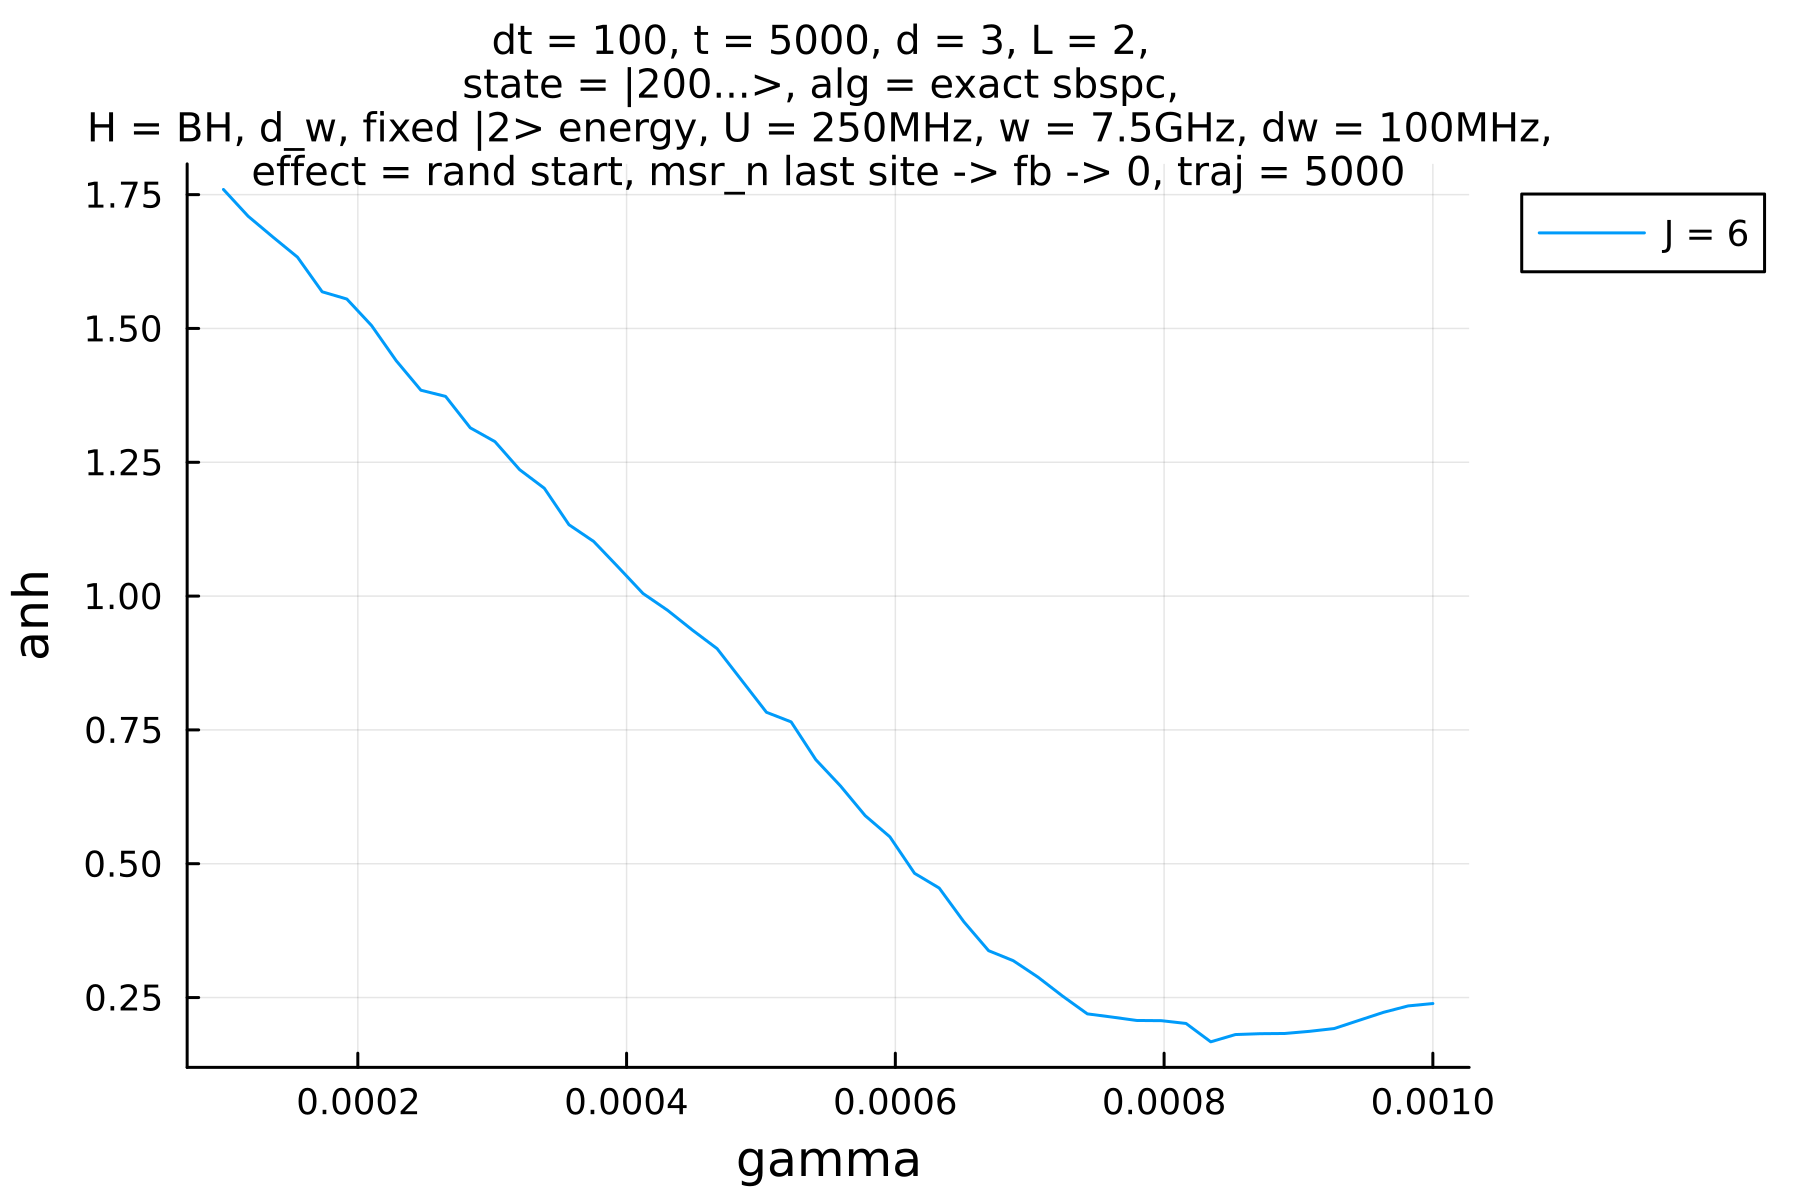 dt = 100, t = 5000, d = 3, L = 2,
state = |200...>, alg = exact sbspc,
H = BH, d_w, fixed |2> energy, U = 250MHz, w = 7.5GHz, dw = 100MHz,
effect = rand start, msr_n last site -> fb -> 0, traj = 5000
J = 6
1.75
1.50
1.25
1.00
0.75
0.50
0.25
anh
0.0002
0.0004
0.0006
0.0008
0.0010
gamma